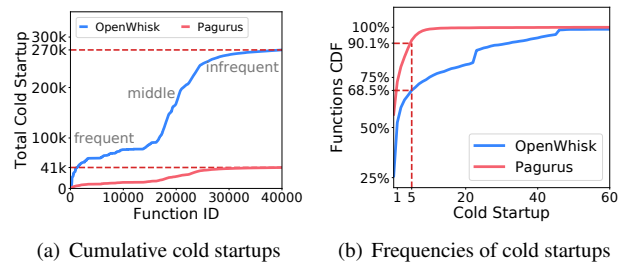 OpenWhisk Pagurus
300k
270k
200k
100k
41k
0
Total Cold Startup
frequent
middle
infrequent
0 10000 20000 30000 40000
Function ID
(a) Cumulative cold startups
100%
90.1%
75%
68.5%
50%
25%
Functions CDF
OpenWhisk
Pagurus
1 5 20 40 60
Cold Startup
(b) Frequencies of cold startups